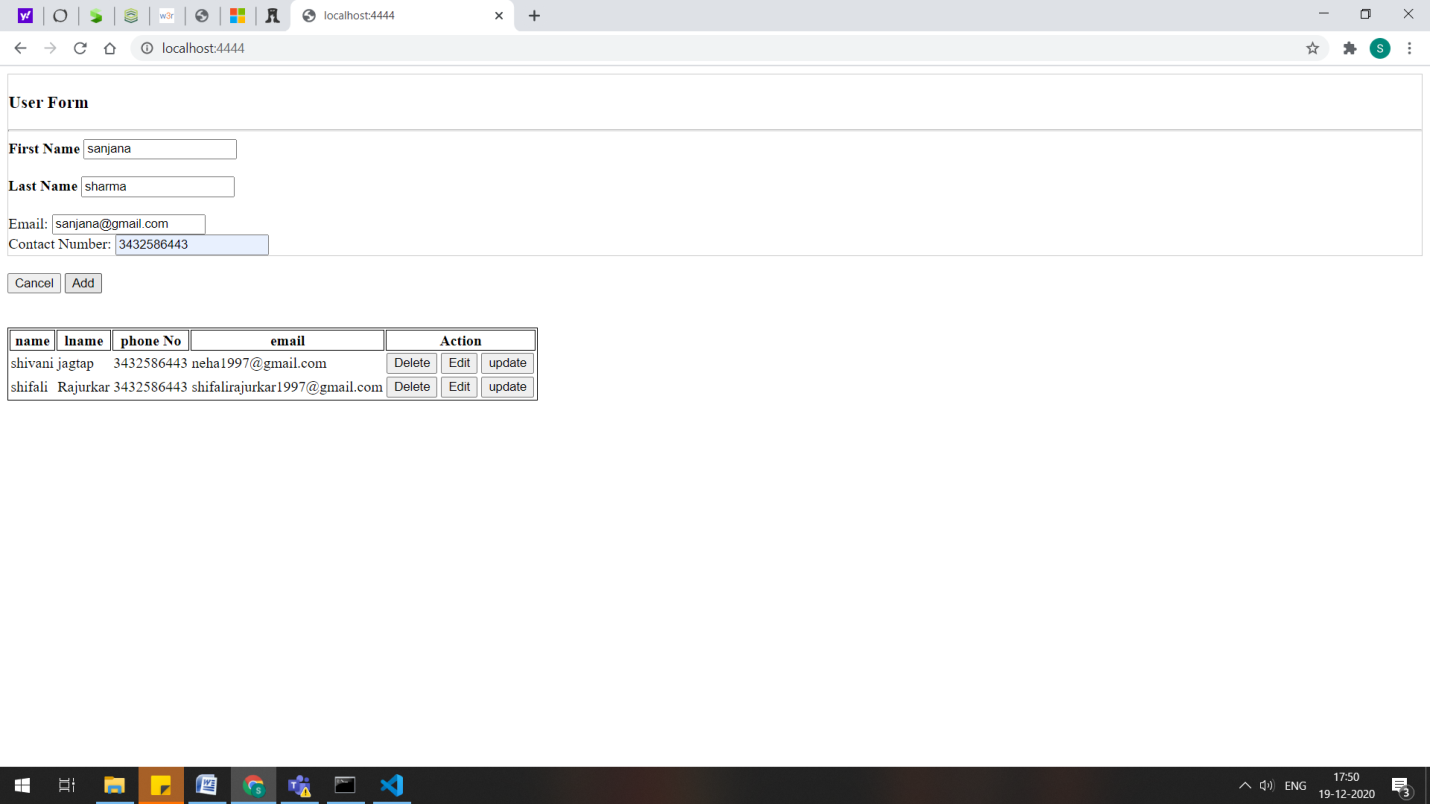 y! w3r localhost:4444
localhost:4444 S
User Form
First Name sanjana
Last Name sharma
Email: sanjana@gmail.com
Contact Number: 3432586443
Cancel Add
name lname phone No email Action
shivani jagtap 3432586443 neha1997@gmail.com Delete Edit update
shifali Rajurkar 3432586443 shifalirajurkar1997@gmail.com Delete Edit update
ENG 17:50
19-12-2020 3